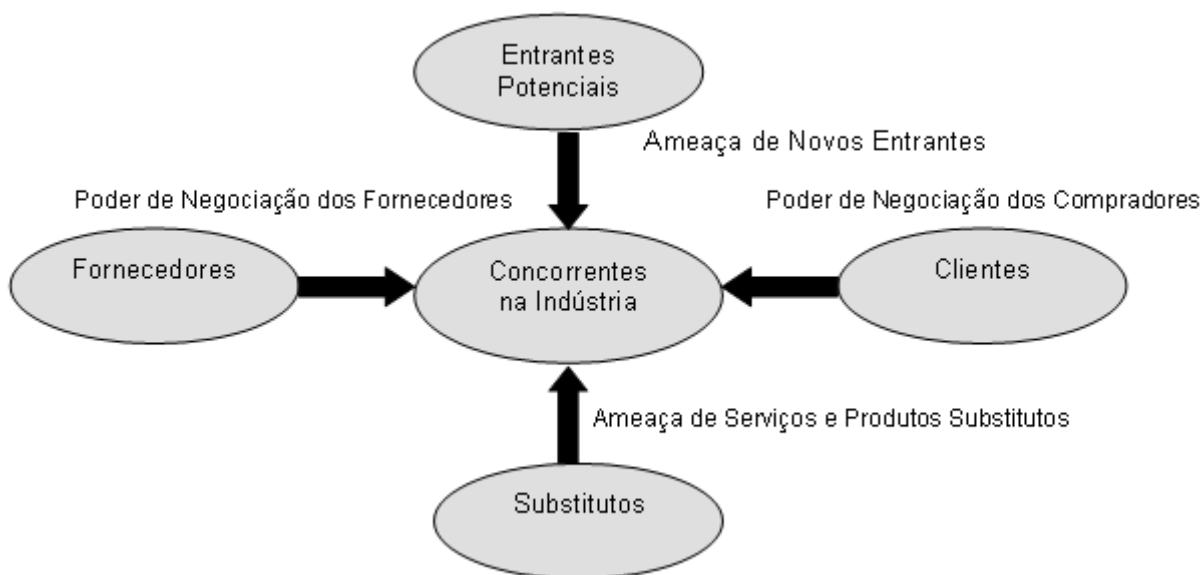 Entrantes
Potenciais
Ameaça de Novos Entrantes
Poder de Negociação dos Fornecedores
Poder de Negociação dos Compradores
Fornecedores
Concorrentes
na Indústria
Clientes
Ameaça de Serviços e Produtos Substitutos
Substitutos